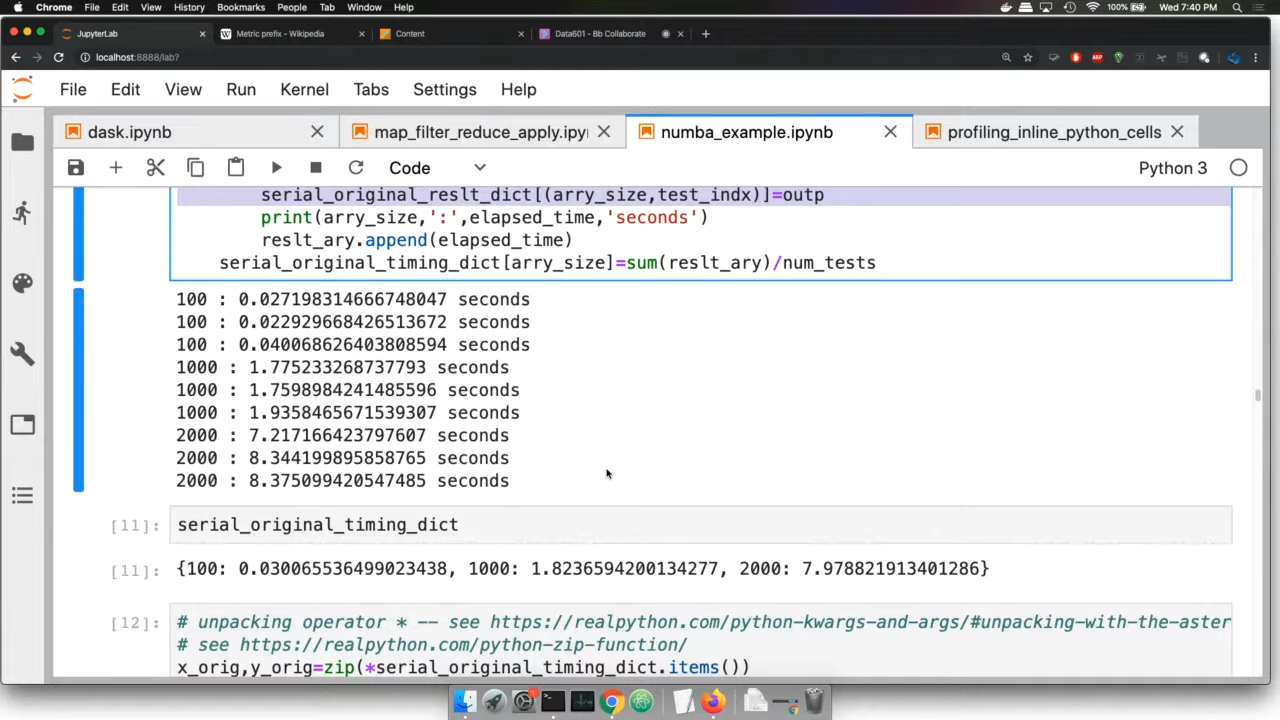 Chrome File Edit View History Bookmarks People Tab Window Help 100% Wed 7:40 PM
JupyterLab Metric prefix - Wikipedia Content Data601 - Bb Collaborate
localhost:8888/lab? ABP
File Edit View Run Kernel Tabs Settings Help
dask.ipynb map_filter_reduce_apply.ipy numba_example.ipynb profiling_inline_python_cells
Code Python 3
serial_original_reslt_dict[(arry_size,test_indx)]=outp
print(arry_size,':',elapsed_time,'seconds')
reslt_ary.append(elapsed_time)
serial_original_timing_dict[arry_size]=sum(reslt_ary)/num_tests
100 : 0.027198314666748047 seconds
100 : 0.022929668426513672 seconds
100 : 0.040068626403808594 seconds
1000 : 1.775233268737793 seconds
1000 : 1.7598984241485596 seconds
1000 : 1.9358465671539307 seconds
2000 : 7.217166423797607 seconds
2000 : 8.344199895858765 seconds
2000 : 8.375099420547485 seconds
[11]: serial_original_timing_dict
[11]: {100: 0.030065536499023438, 1000: 1.8236594200134277, 2000: 7.978821913401286}
[12]: # unpacking operator * -- see https://realpython.com/python-kwargs-and-args/#unpacking-with-the-aster
# see https://realpython.com/python-zip-function/
x_orig,y_orig=zip(*serial_original_timing_dict.items())